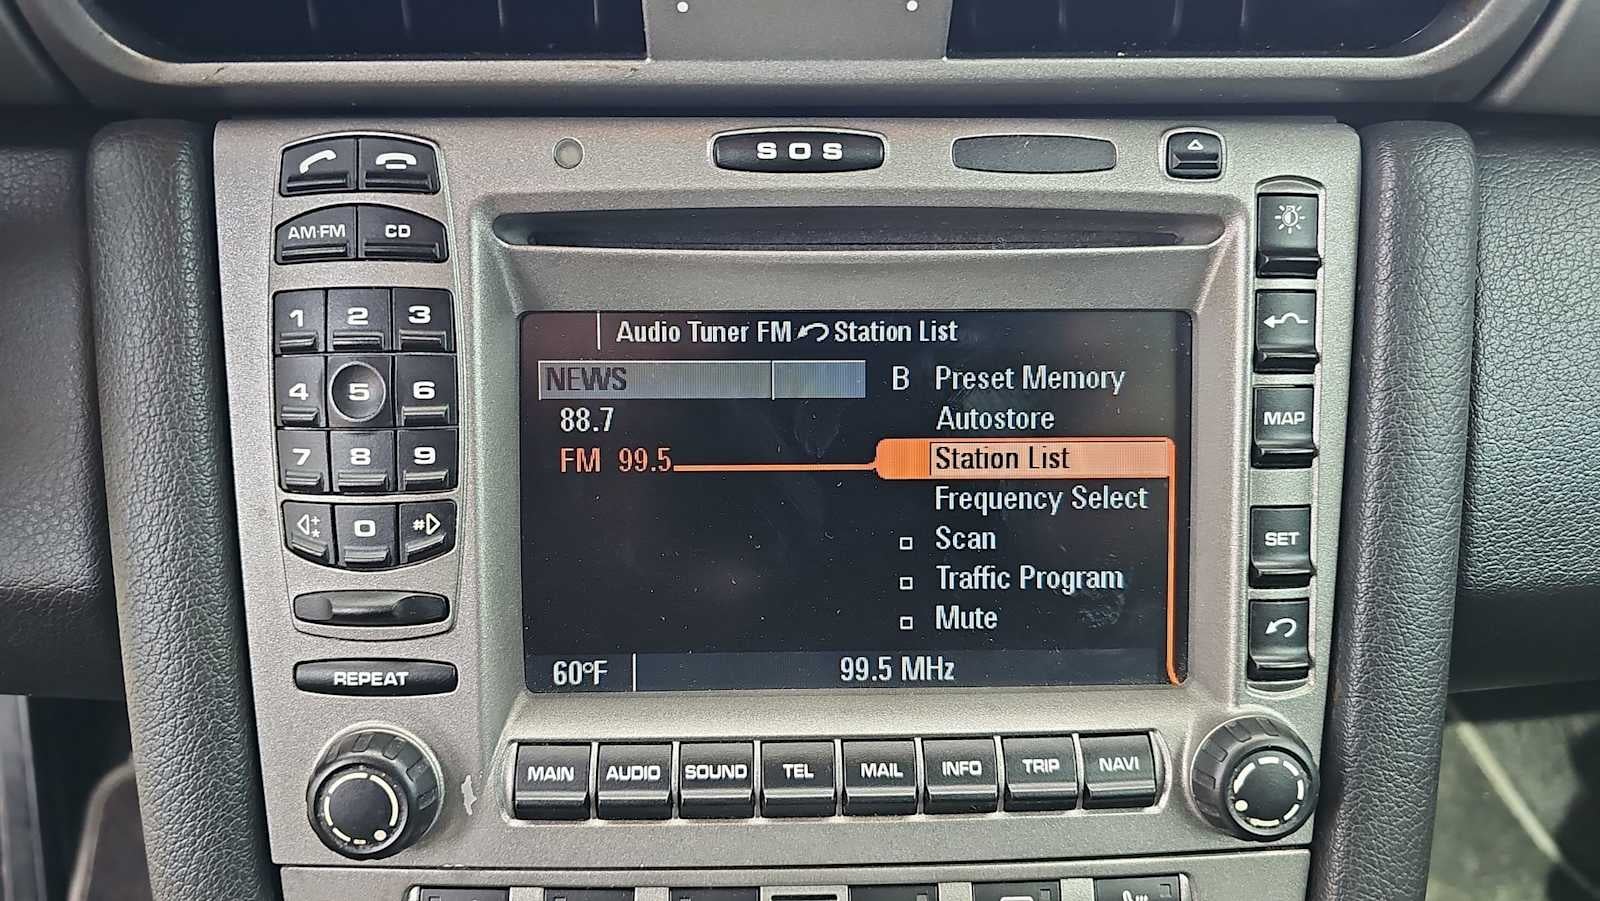 SOS
AM·FM CD
1 2 3
4 5 6
7 8 9
+ * 0 #
REPEAT
Audio Tuner FM Station List
NEWS
B Preset Memory
88.7
Autostore
FM 99.5
Station List
Frequency Select
Scan
Traffic Program
Mute
60°F
99.5 MHz
MAP
SET
MAIN AUDIO SOUND TEL MAIL INFO TRIP NAVI